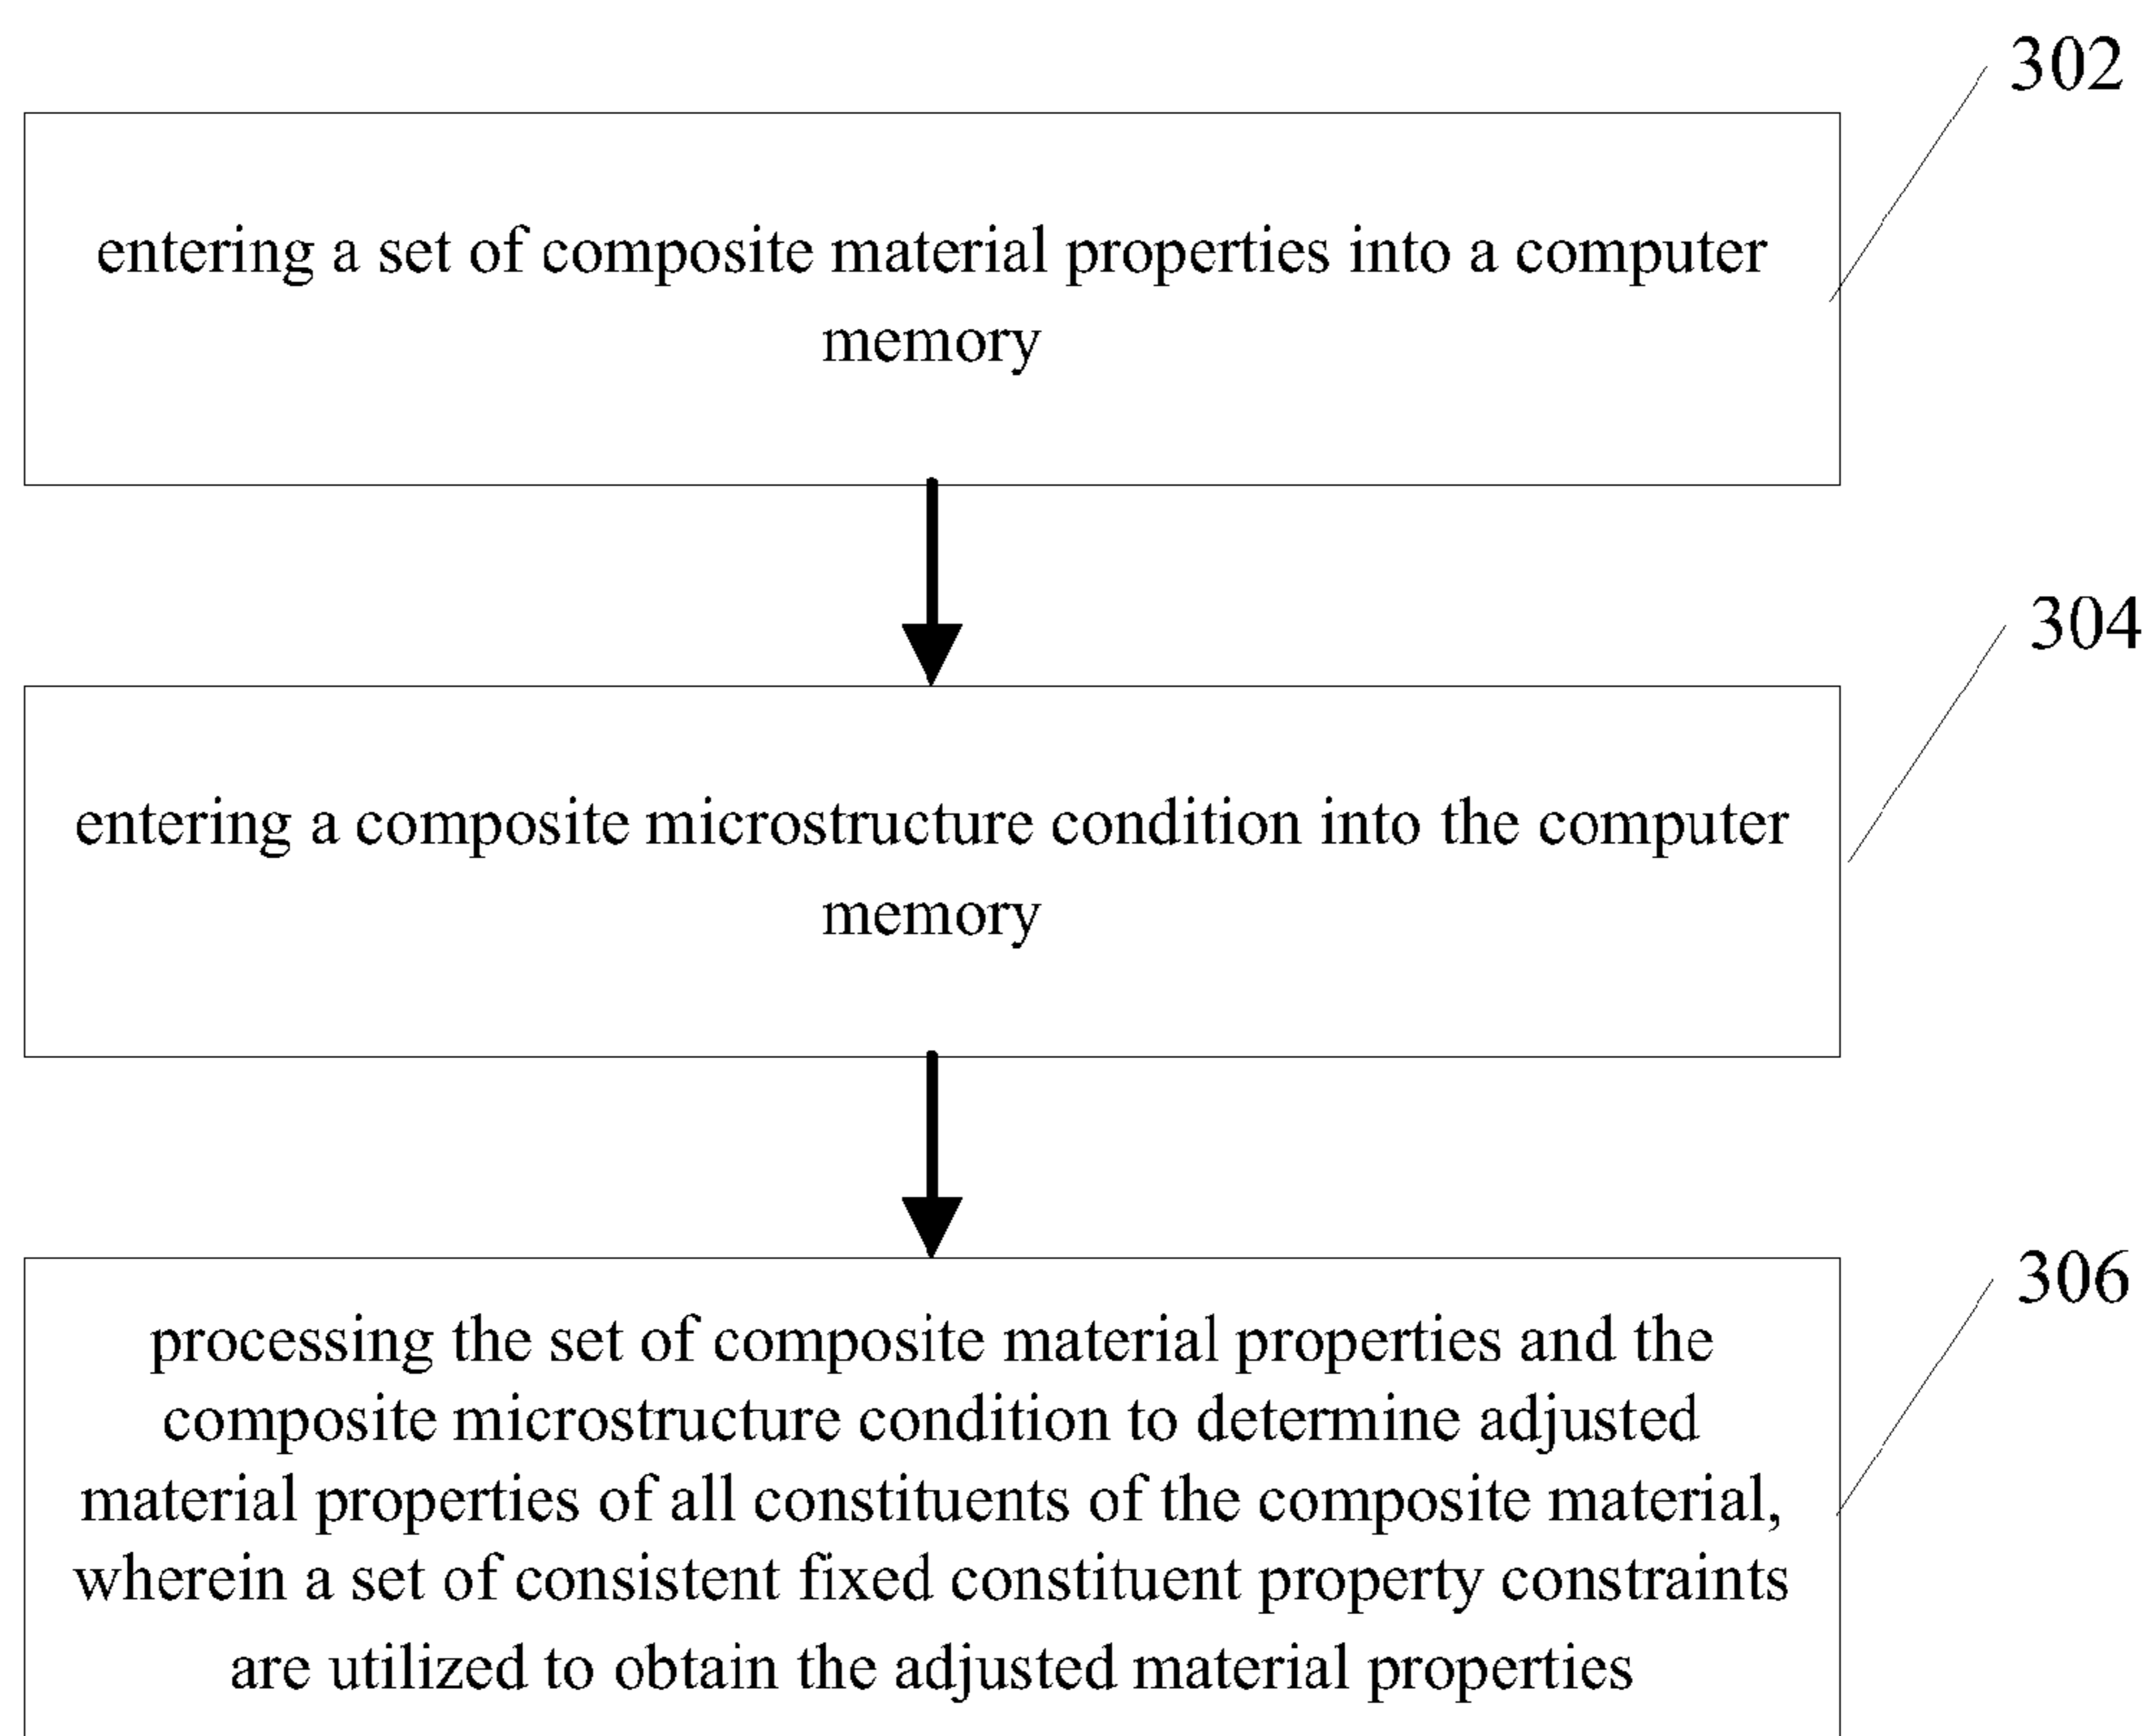 302
entering a set of composite material properties into a computer
memory
304
entering a composite microstructure condition into the computer
memory
306
processing the set of composite material properties and the
composite microstructure condition to determine adjusted
material properties of all constituents of the composite material,
wherein a set of consistent fixed constituent property constraints
are utilized to obtain the adjusted material properties